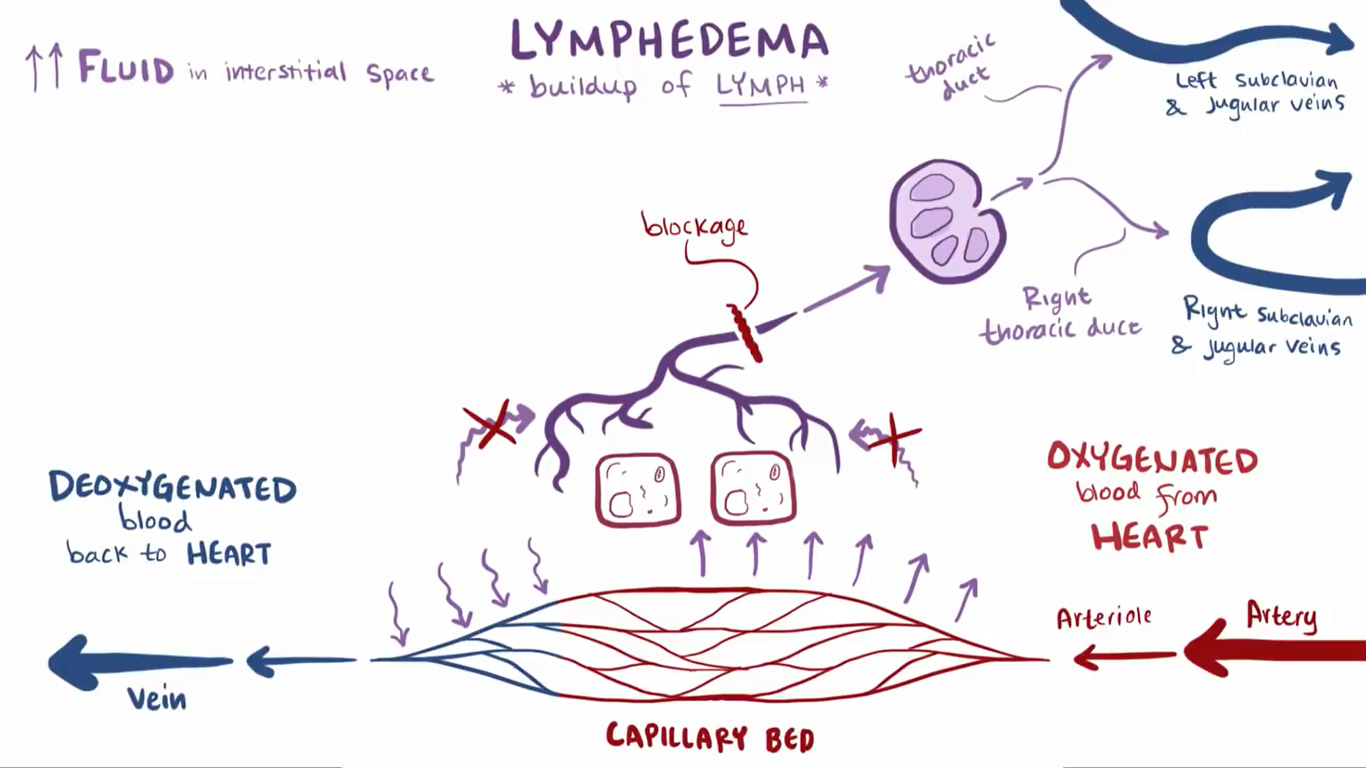 LYMPHEDEMA
* buildup of LYMPH *
↑↑ FLUID in interstitial space
thoracic
duct
Left subclavian
& jugular veins
blockage
Right
thoracic duct
Right subclavian
& jugular veins
DEOXYGENATED
blood
back to HEART
OXYGENATED
blood from
HEART
Arteriole
Artery
Vein
CAPILLARY BED